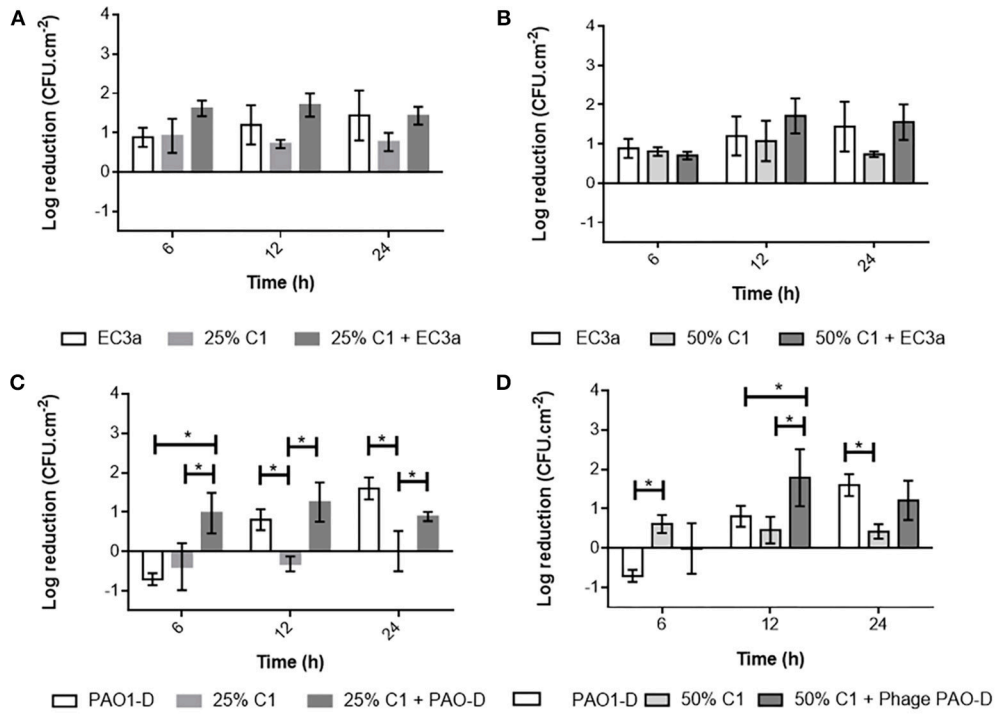 A
Log reduction (CFU.cm-2)
4
3
2
1
0
-1
6
12
24
Time (h)
EC3a 25% C1 25% C1 + EC3a
B
Log reduction (CFU.cm-2)
4
3
2
1
0
-1
6
12
24
Time (h)
EC3a 50% C1 50% C1 + EC3a
C
Log reduction (CFU.cm-2)
4
3
2
1
0
-1
* * * * * *
6
12
24
Time (h)
PAO1-D 25% C1 25% C1 + PAO-D
D
Log reduction (CFU.cm-2)
4
3
2
1
0
-1
* * * *
6
12
24
Time (h)
PAO1-D 50% C1 50% C1 + Phage PAO-D